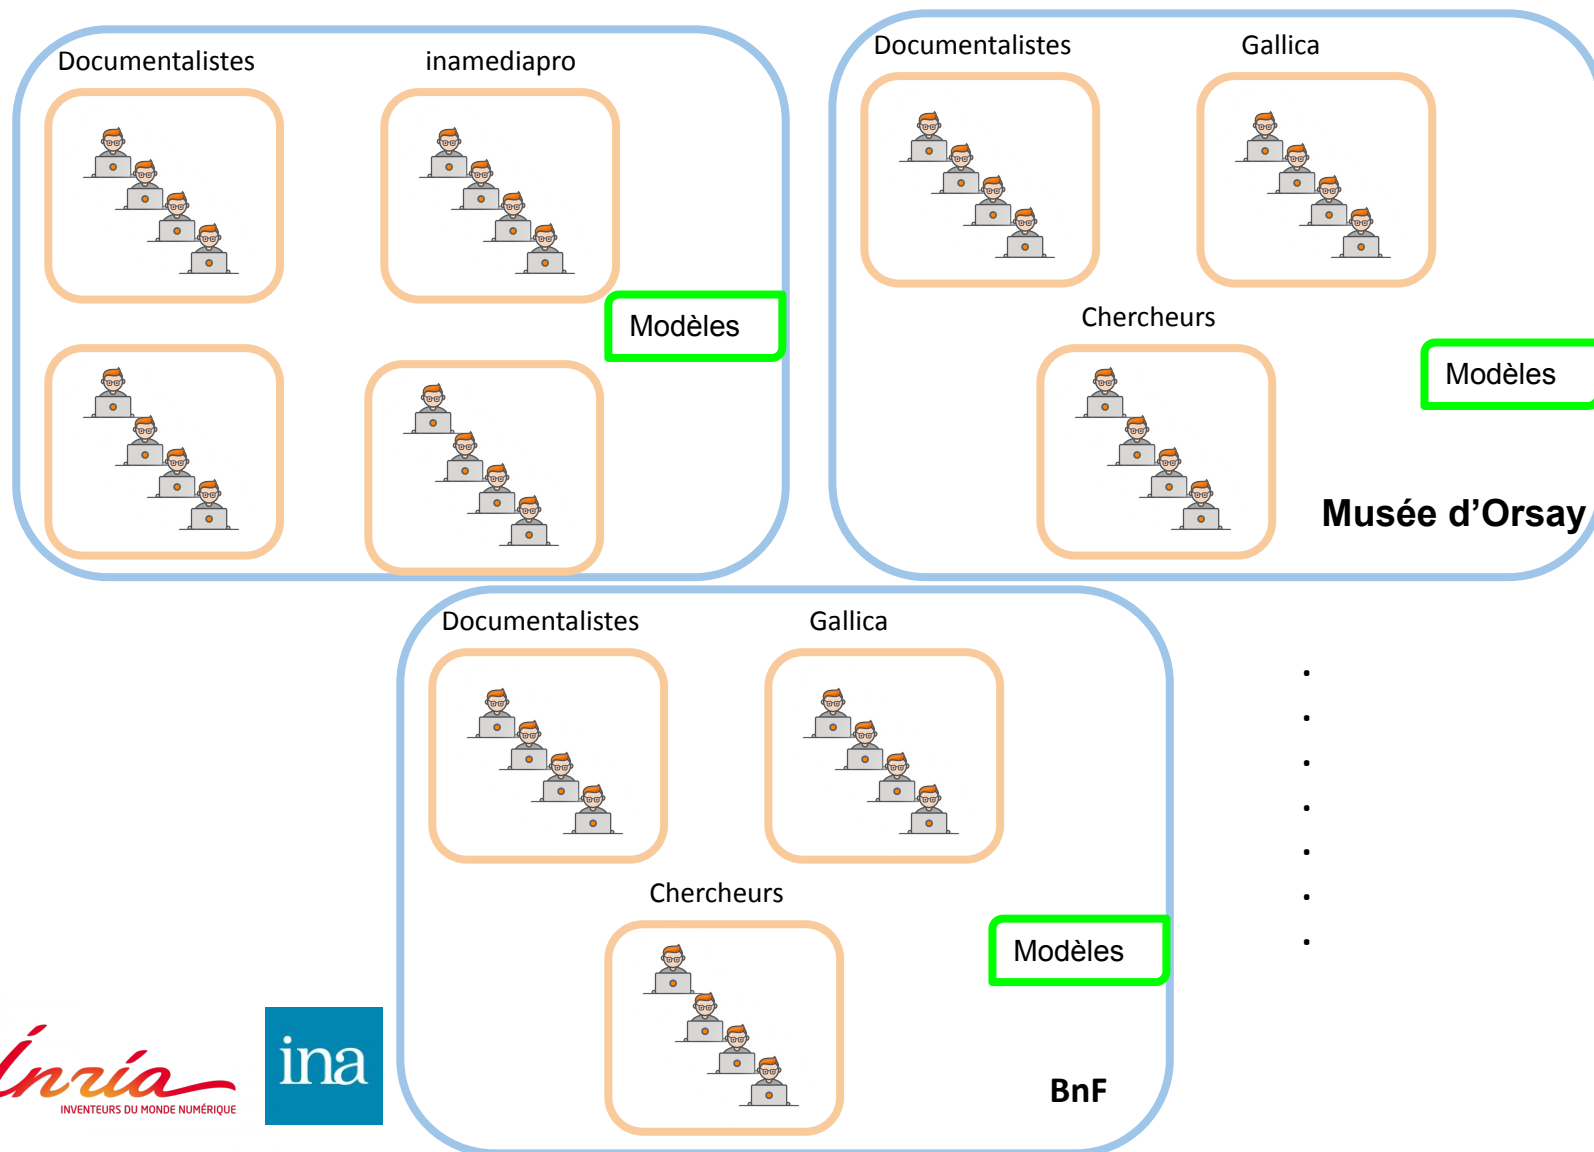 Documentalistes
inamediapro
Modèles
Documentalistes
Gallica
Chercheurs
Modèles
Musée d’Orsay
Documentalistes
Gallica
Chercheurs
Modèles
BnF
.
.
.
.
.
.
.
Inría
INVENTEURS DU MONDE NUMÉRIQUE
ina